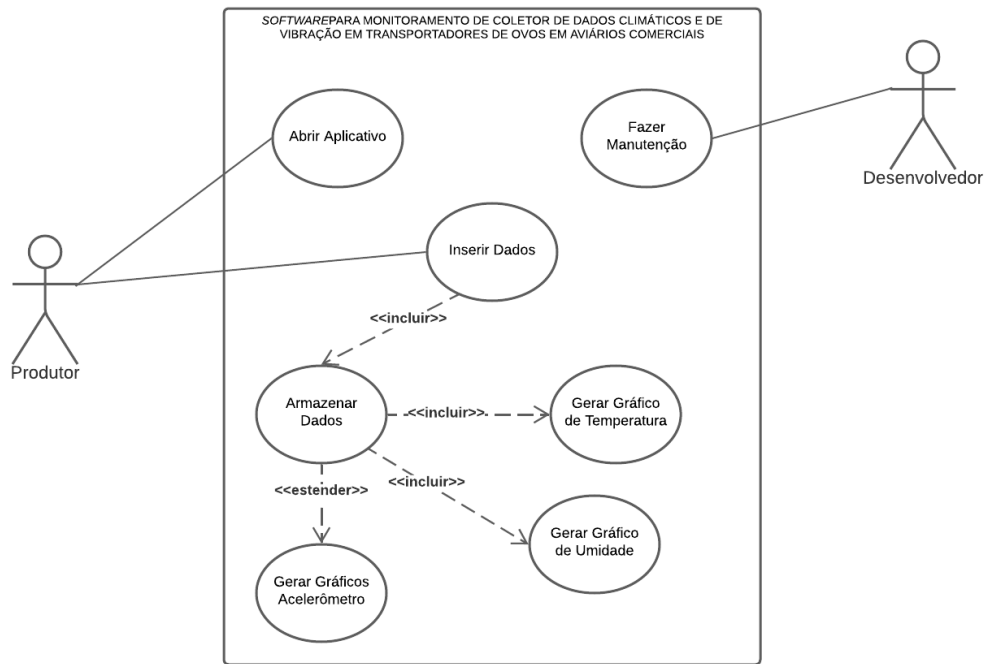 SOFTWAREPARA MONITORAMENTO DE COLETOR DE DADOS CLIMÁTICOS E DE
VIBRAÇÃO EM TRANSPORTADORES DE OVOS EM AVIÁRIOS COMERCIAIS
Abrir Aplicativo
Fazer
Manutenção
Desenvolvedor
Inserir Dados
Produtor
<<incluir>>
Armazenar
Dados
<<incluir>>
Gerar Gráfico
de Temperatura
<<estender>>
<<incluir>>
Gerar Gráfico
de Umidade
Gerar Gráficos
Acelerômetro